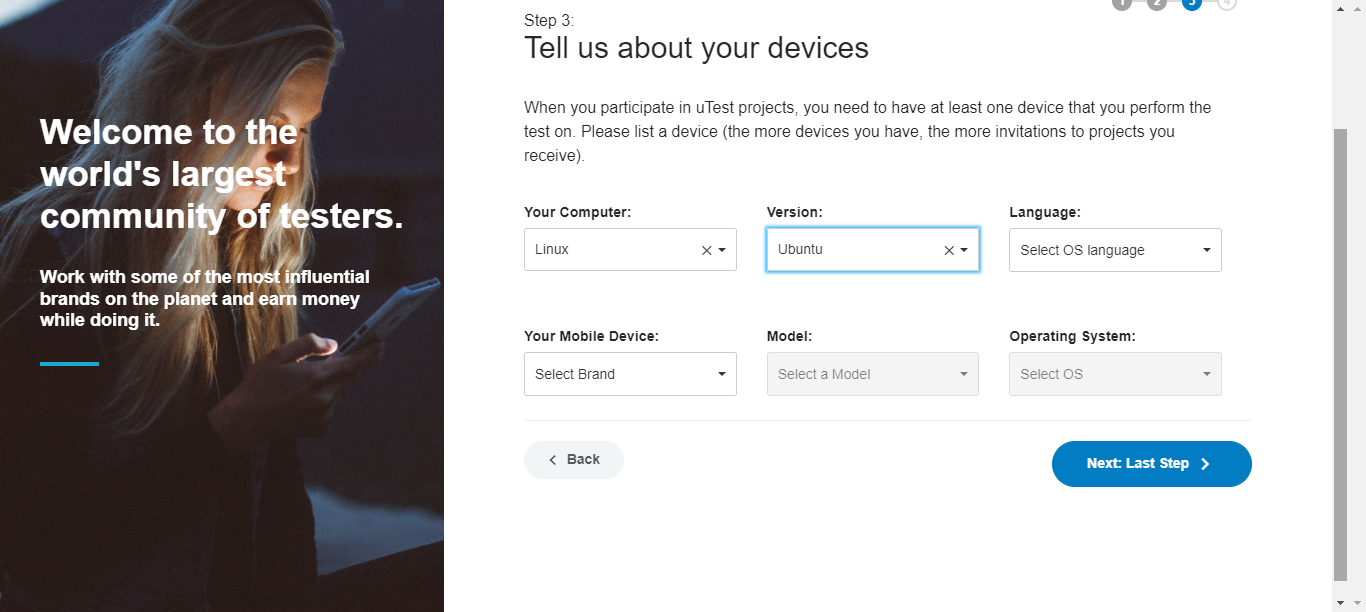 Welcome to the
world's largest
community of testers.
Work with some of the most influential
brands on the planet and earn money
while doing it.
1 2 3 4
Step 3:
Tell us about your devices
When you participate in uTest projects, you need to have at least one device that you perform the
test on. Please list a device (the more devices you have, the more invitations to projects you
receive).
Your Computer: Version: Language:
Linux Ubuntu Select OS language
Your Mobile Device: Model: Operating System:
Select Brand Select a Model Select OS
Back Next: Last Step